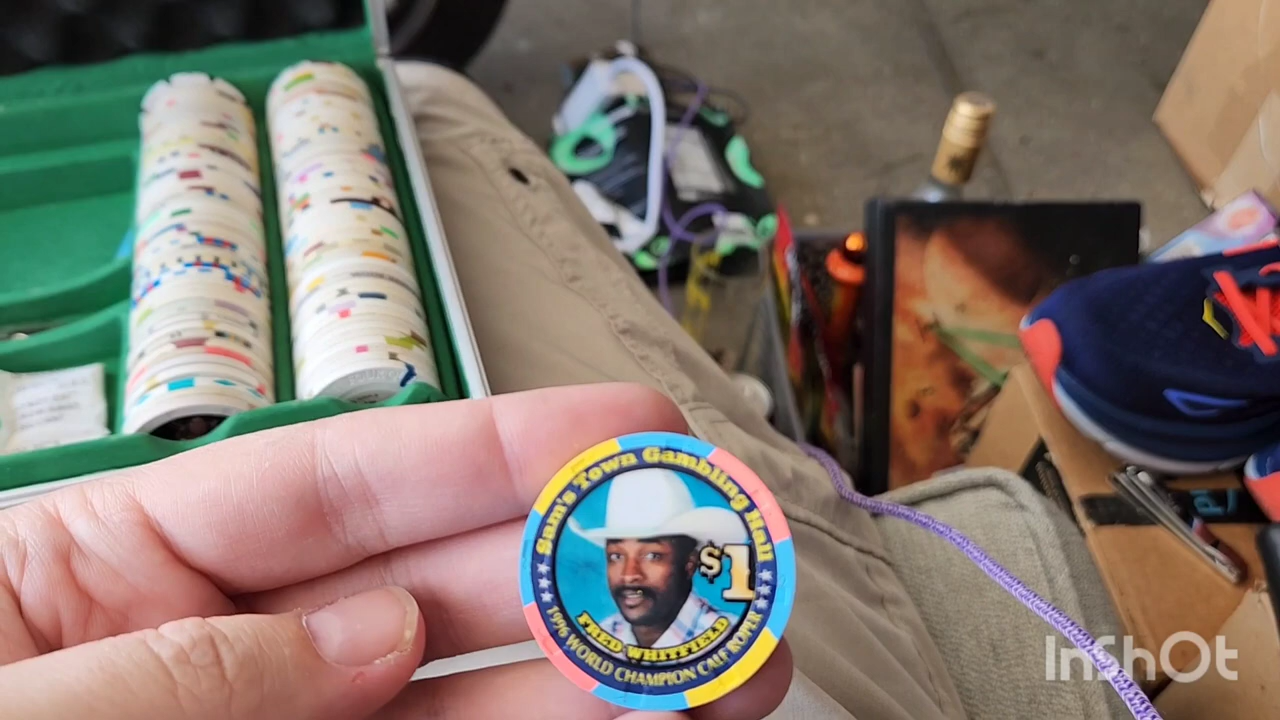 Sam's Town Gambling Hall
$1
FRED WHITFIELD
1996 WORLD CHAMPION CALF ROPER
InShOt